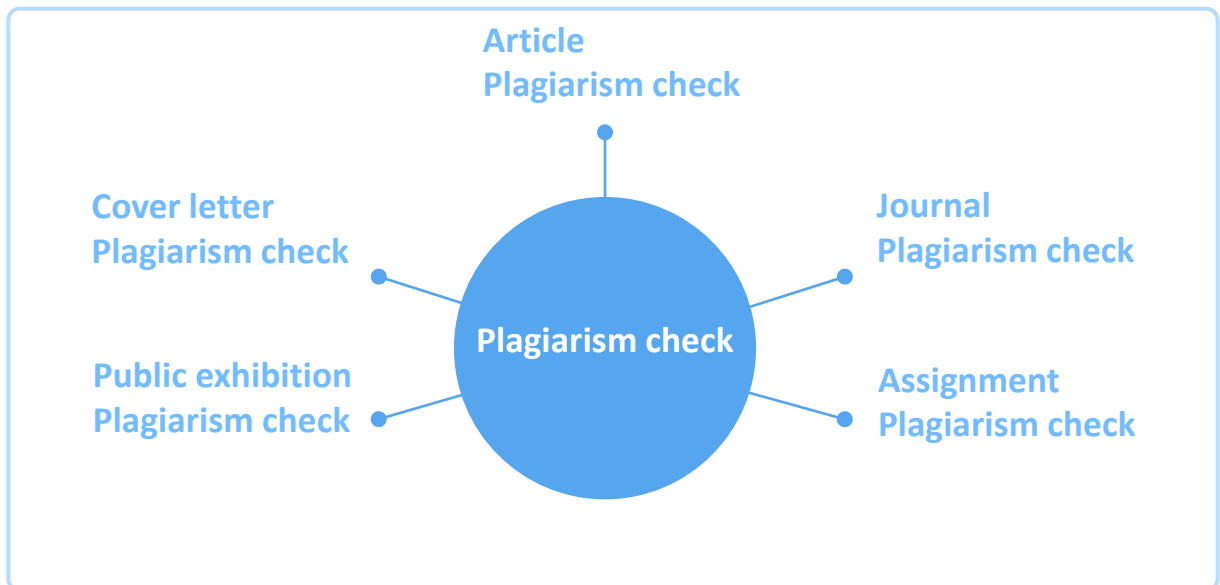 Article
Plagiarism check
Cover letter
Plagiarism check
Journal
Plagiarism check
Plagiarism check
Public exhibition
Plagiarism check
Assignment
Plagiarism check